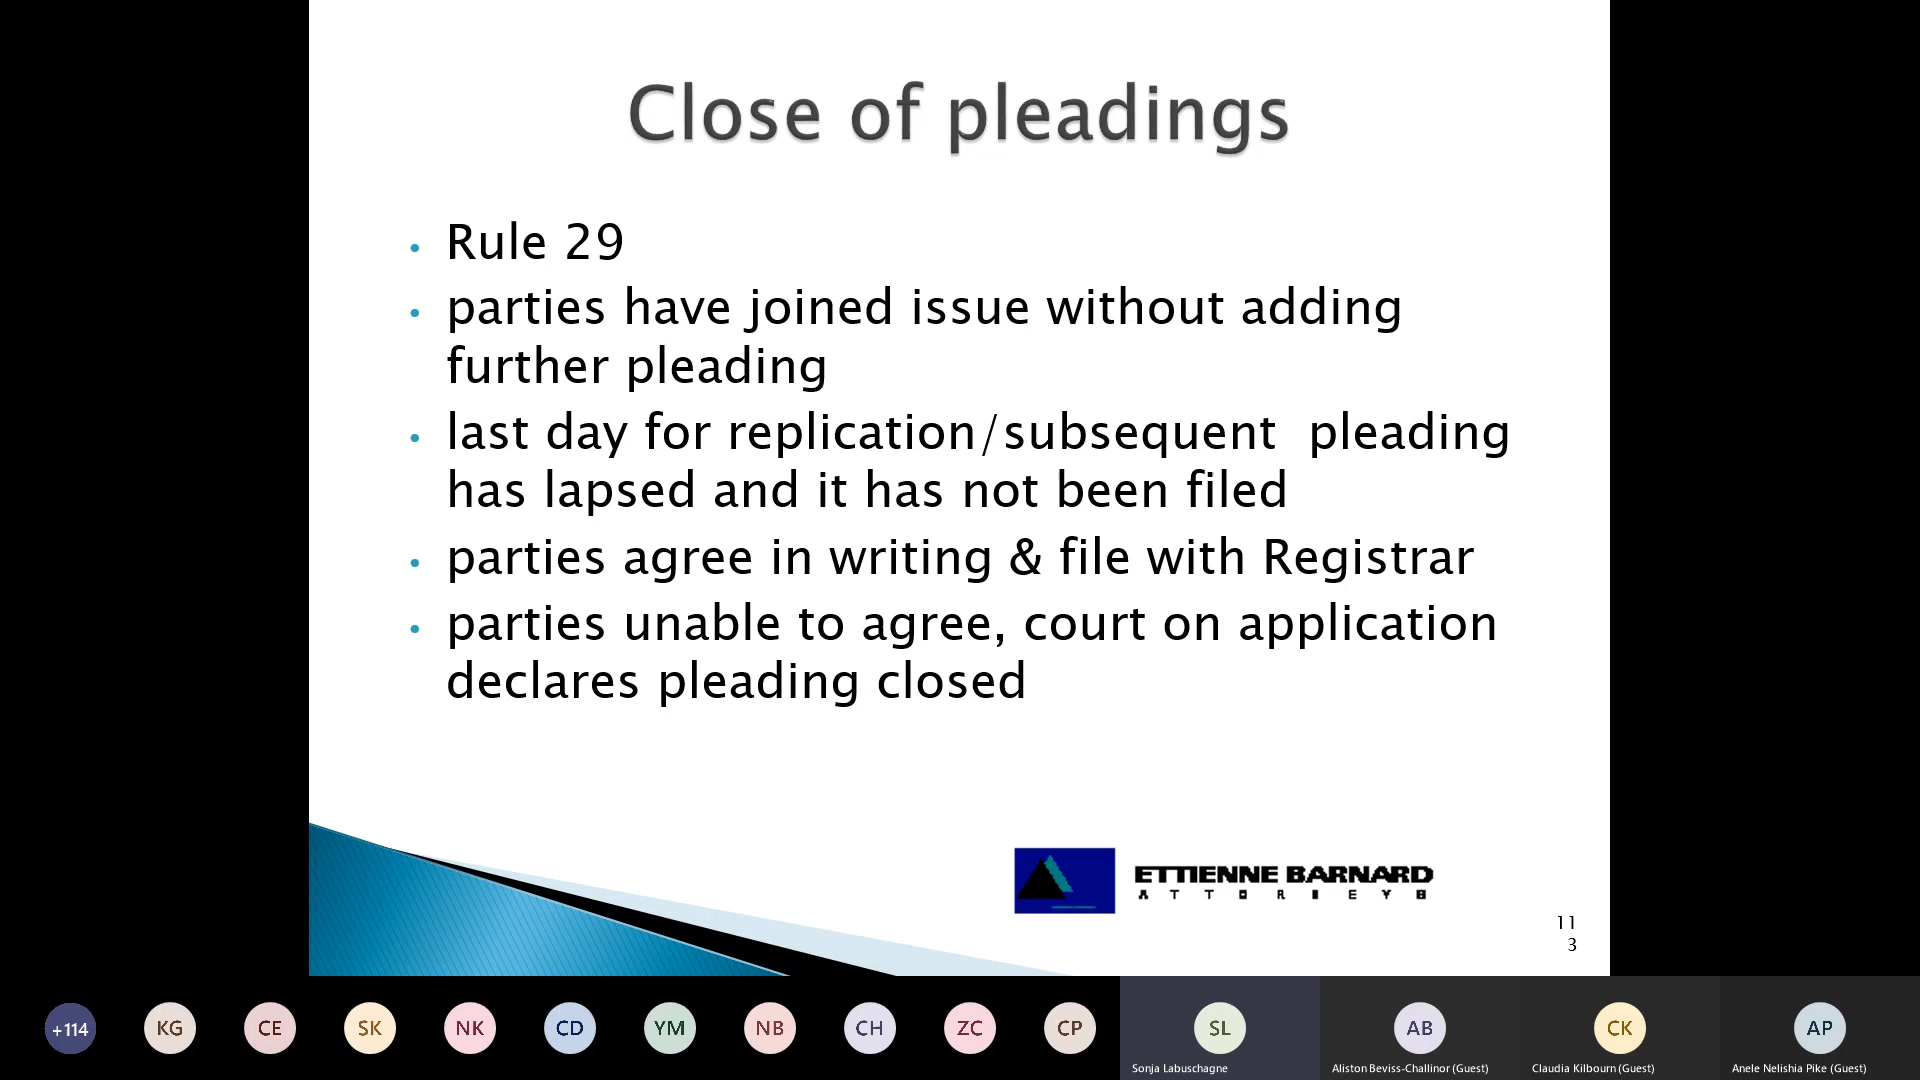 Close of pleadings
• Rule 29
• parties have joined issue without adding
further pleading
• last day for replication/subsequent  pleading
has lapsed and it has not been filed
• parties agree in writing & file with Registrar
• parties unable to agree, court on application
declares pleading closed
ETTIENNE BARNARD
ATTORNEYS
11
3
+114 KG CE SK NK CD YM NB CH ZC CP SL AB CK AP
Sonja Labuschagne Aliston Beviss-Challinor (Guest) Claudia Kilbourn (Guest) Anele Nelishia Pike (Guest)